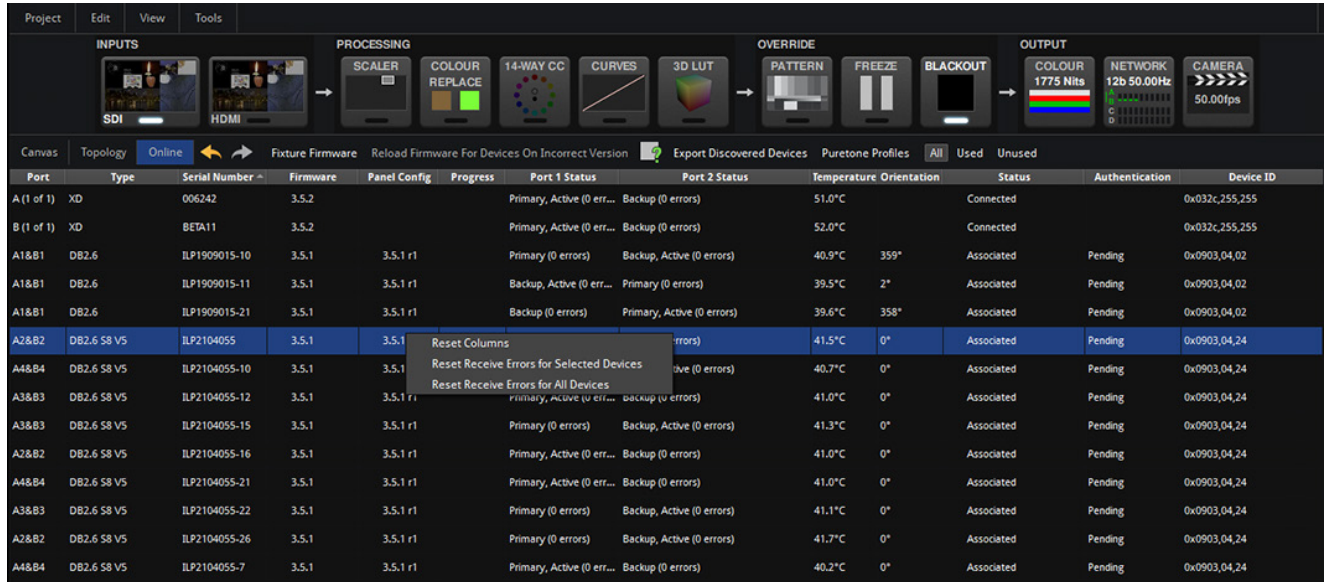 Project Edit View Tools
INPUTS PROCESSING OVERRIDE OUTPUT
SDI HDMI SCALER COLOUR REPLACE 14-WAY CC CURVES 3D LUT PATTERN FREEZE BLACKOUT COLOUR 1775 Nits NETWORK 12b 50.00Hz A B C D CAMERA 50.00fps
Canvas Topology Online Fixture Firmware Reload Firmware For Devices On Incorrect Version Export Discovered Devices Puretone Profiles All Used Unused
Port Type Serial Number Firmware Panel Config Progress Port 1 Status Port 2 Status Temperature Orientation Status Authentication Device ID
A (1 of 1) XD 006242 3.5.2 Primary, Active (0 err... Backup (0 errors) 51.0°C Connected 0x032c,255,255
B (1 of 1) XD BETA11 3.5.2 Primary, Active (0 err... Backup (0 errors) 52.0°C Connected 0x032c,255,255
A1&B1 DB2.6 ILP1909015-10 3.5.1 3.5.1 r1 Primary (0 errors) Backup, Active (0 errors) 40.9°C 359° Associated Pending 0x0903,04,02
A1&B1 DB2.6 ILP1909015-11 3.5.1 3.5.1 r1 Backup, Active (0 err... Primary (0 errors) 39.5°C 2° Associated Pending 0x0903,04,02
A1&B1 DB2.6 ILP1909015-21 3.5.1 3.5.1 r1 Backup (0 errors) Primary, Active (0 errors) 39.6°C 358° Associated Pending 0x0903,04,02
A2&B2 DB2.6 S8 V5 ILP2104055 3.5.1 3.5.1 errors) 41.5°C 0° Associated Pending 0x0903,04,24
Reset Columns
Reset Receive Errors for Selected Devices
Reset Receive Errors for All Devices
A4&B4 DB2.6 S8 V5 ILP2104055-10 3.5.1 3.5.1 tive (0 errors) 40.7°C 0° Associated Pending 0x0903,04,24
A3&B3 DB2.6 S8 V5 ILP2104055-12 3.5.1 3.5.1 r1 Primary, Active (0 err... Backup (0 errors) 41.0°C 0° Associated Pending 0x0903,04,24
A3&B3 DB2.6 S8 V5 ILP2104055-15 3.5.1 3.5.1 r1 Primary (0 errors) Backup, Active (0 errors) 41.3°C 0° Associated Pending 0x0903,04,24
A2&B2 DB2.6 S8 V5 ILP2104055-16 3.5.1 3.5.1 r1 Primary, Active (0 err... Backup (0 errors) 41.0°C 0° Associated Pending 0x0903,04,24
A4&B4 DB2.6 S8 V5 ILP2104055-21 3.5.1 3.5.1 r1 Primary, Active (0 err... Backup (0 errors) 41.0°C 0° Associated Pending 0x0903,04,24
A3&B3 DB2.6 S8 V5 ILP2104055-22 3.5.1 3.5.1 r1 Primary (0 errors) Backup, Active (0 errors) 41.1°C 0° Associated Pending 0x0903,04,24
A2&B2 DB2.6 S8 V5 ILP2104055-26 3.5.1 3.5.1 r1 Primary (0 errors) Backup, Active (0 errors) 41.7°C 0° Associated Pending 0x0903,04,24
A4&B4 DB2.6 S8 V5 ILP2104055-7 3.5.1 3.5.1 r1 Primary, Active (0 err... Backup (0 errors) 40.2°C 0° Associated Pending 0x0903,04,24